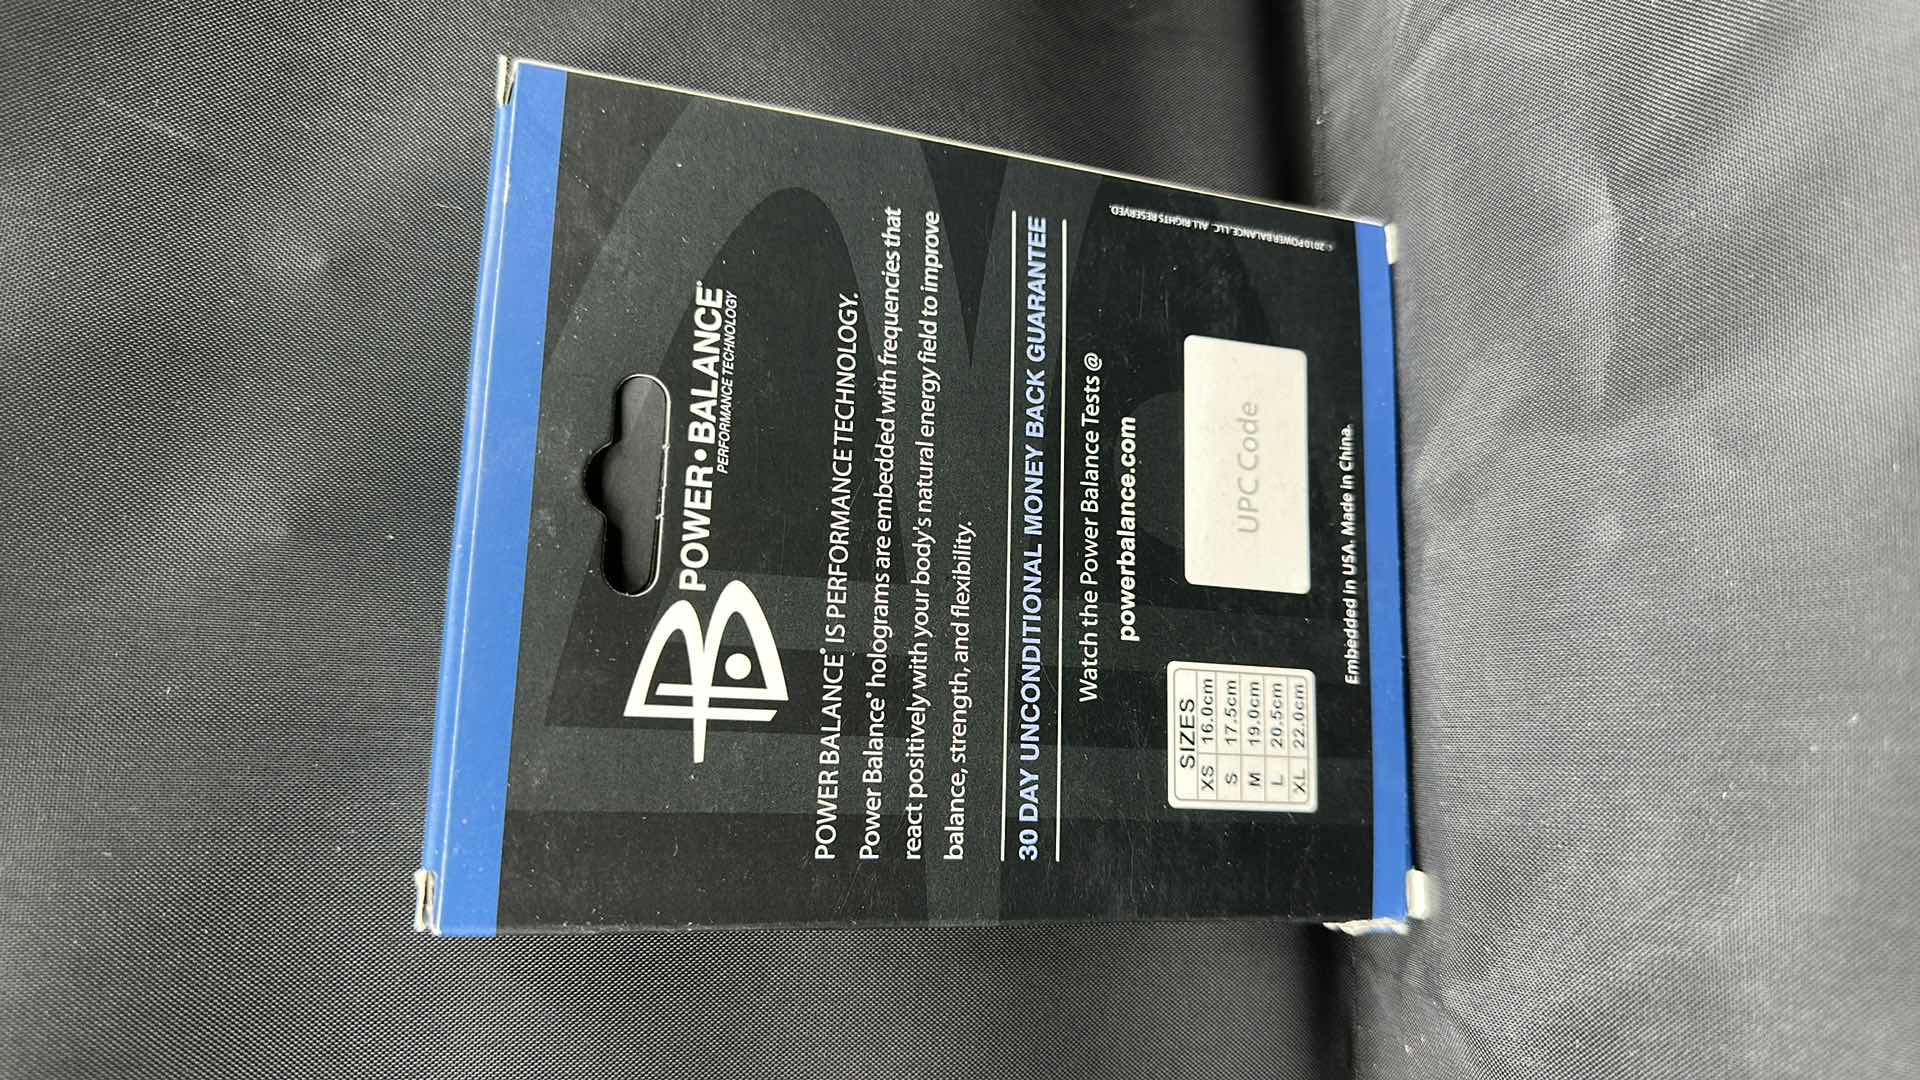 POWER•BALANCE®
PERFORMANCE TECHNOLOGY
POWER BALANCE® IS PERFORMANCE TECHNOLOGY.
Power Balance® holograms are embedded with frequencies that
react positively with your body's natural energy field to improve
balance, strength, and flexibility.
30 DAY UNCONDITIONAL MONEY BACK GUARANTEE
Watch the Power Balance Tests @
powerbalance.com
SIZES
XS 16.0cm
S 17.5cm
M 19.0cm
L 20.5cm
XL 22.0cm
UPC Code
Embedded in USA. Made in China.
© 2010 POWER BALANCE, LLC. ALL RIGHTS RESERVED.